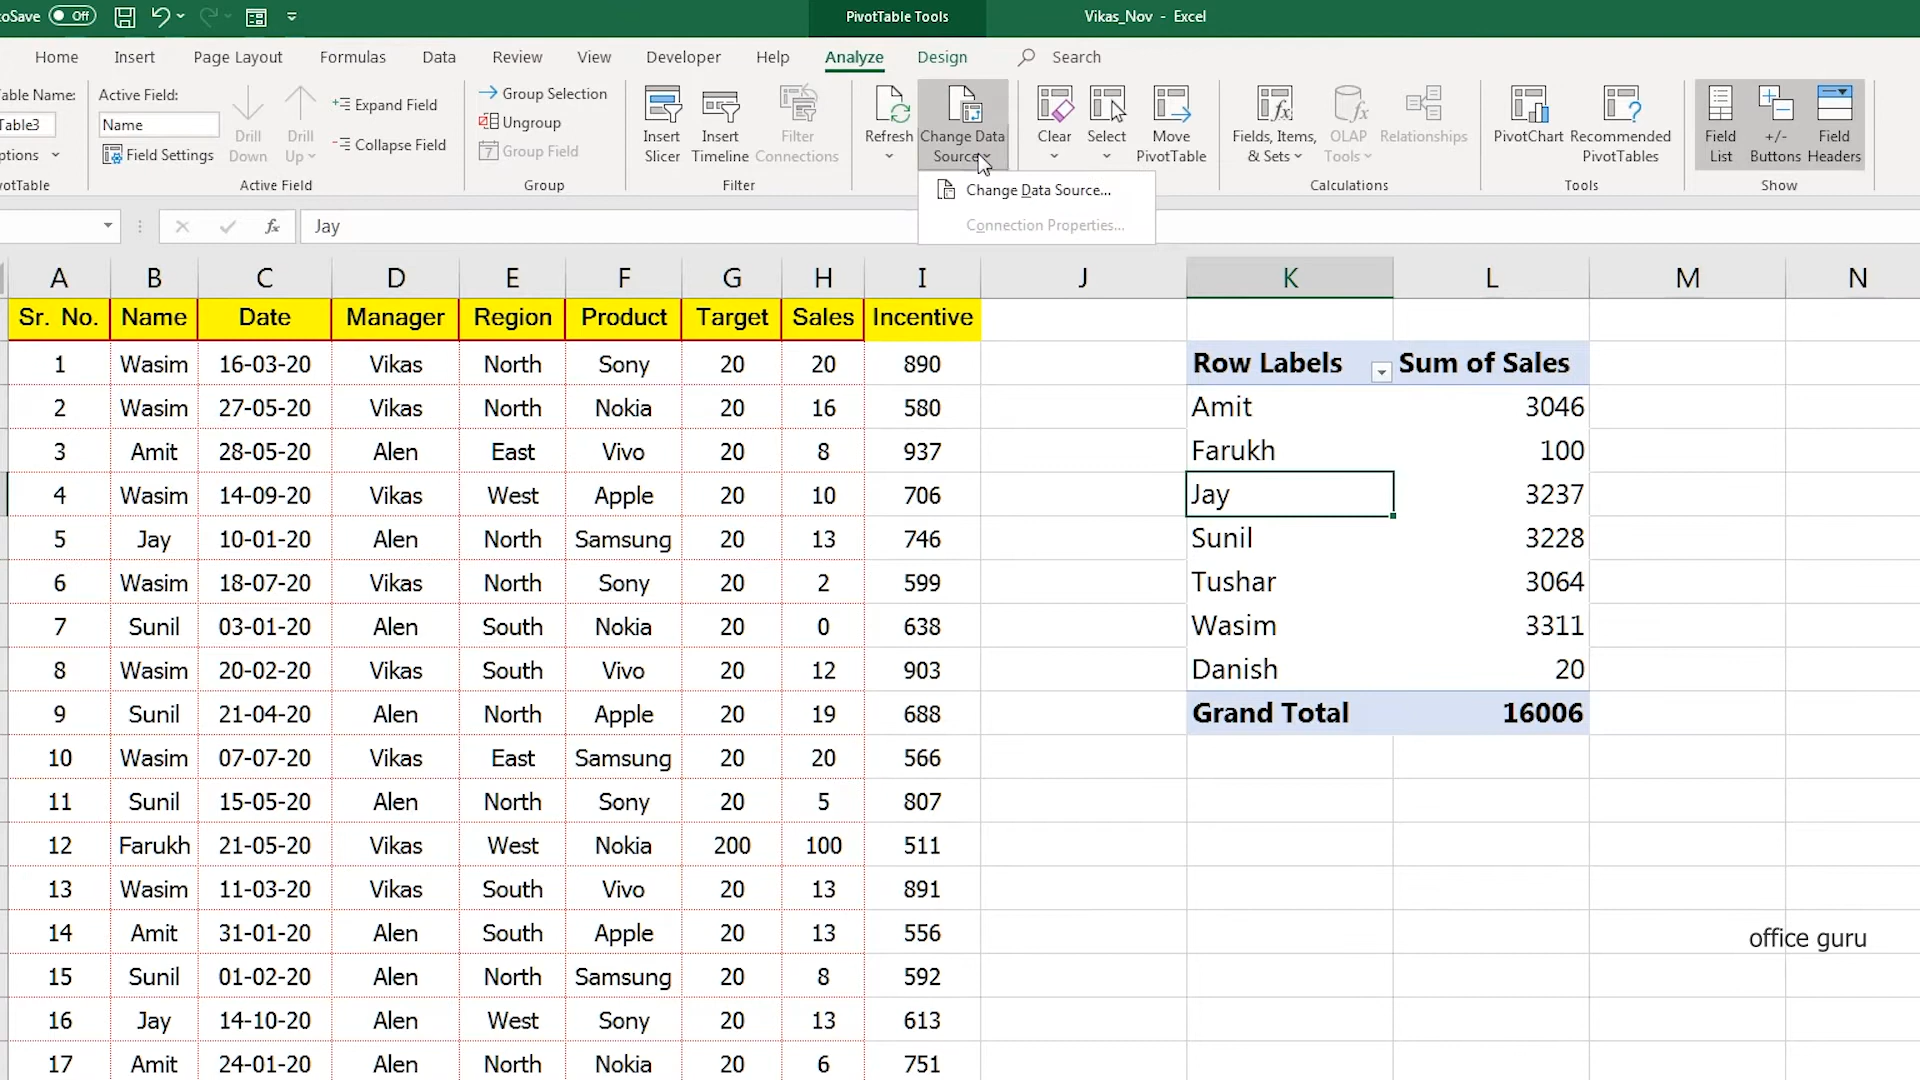 oSave Off PivotTable Tools Vikas_Nov - Excel
Home Insert Page Layout Formulas Data Review View Developer Help Analyze Design Search
able Name: Active Field: Expand Field Group Selection
Table3 Name Ungroup
ptions Field Settings Drill Down Drill Up Collapse Field Group Field
Insert Slicer Insert Timeline Filter Connections Refresh Change Data Source Clear Select Move PivotTable Fields, Items, & Sets OLAP Tools Relationships PivotChart Recommended PivotTables Field List +/- Buttons Field Headers
votTable Active Field Group Filter Calculations Tools Show
Change Data Source...
Connection Properties...
fx Jay
A B C D E F G H I J K L M N
Sr. No. Name Date Manager Region Product Target Sales Incentive
1 Wasim 16-03-20 Vikas North Sony 20 20 890 Row Labels Sum of Sales
2 Wasim 27-05-20 Vikas North Nokia 20 16 580 Amit 3046
3 Amit 28-05-20 Alen East Vivo 20 8 937 Farukh 100
4 Wasim 14-09-20 Vikas West Apple 20 10 706 Jay 3237
5 Jay 10-01-20 Alen North Samsung 20 13 746 Sunil 3228
6 Wasim 18-07-20 Vikas North Sony 20 2 599 Tushar 3064
7 Sunil 03-01-20 Alen South Nokia 20 0 638 Wasim 3311
8 Wasim 20-02-20 Vikas South Vivo 20 12 903 Danish 20
9 Sunil 21-04-20 Alen North Apple 20 19 688 Grand Total 16006
10 Wasim 07-07-20 Vikas East Samsung 20 20 566
11 Sunil 15-05-20 Alen North Sony 20 5 807
12 Farukh 21-05-20 Vikas West Nokia 200 100 511
13 Wasim 11-03-20 Vikas South Vivo 20 13 891
14 Amit 31-01-20 Alen South Apple 20 13 556 office guru
15 Sunil 01-02-20 Alen North Samsung 20 8 592
16 Jay 14-10-20 Alen West Sony 20 13 613
17 Amit 24-01-20 Alen North Nokia 20 6 751